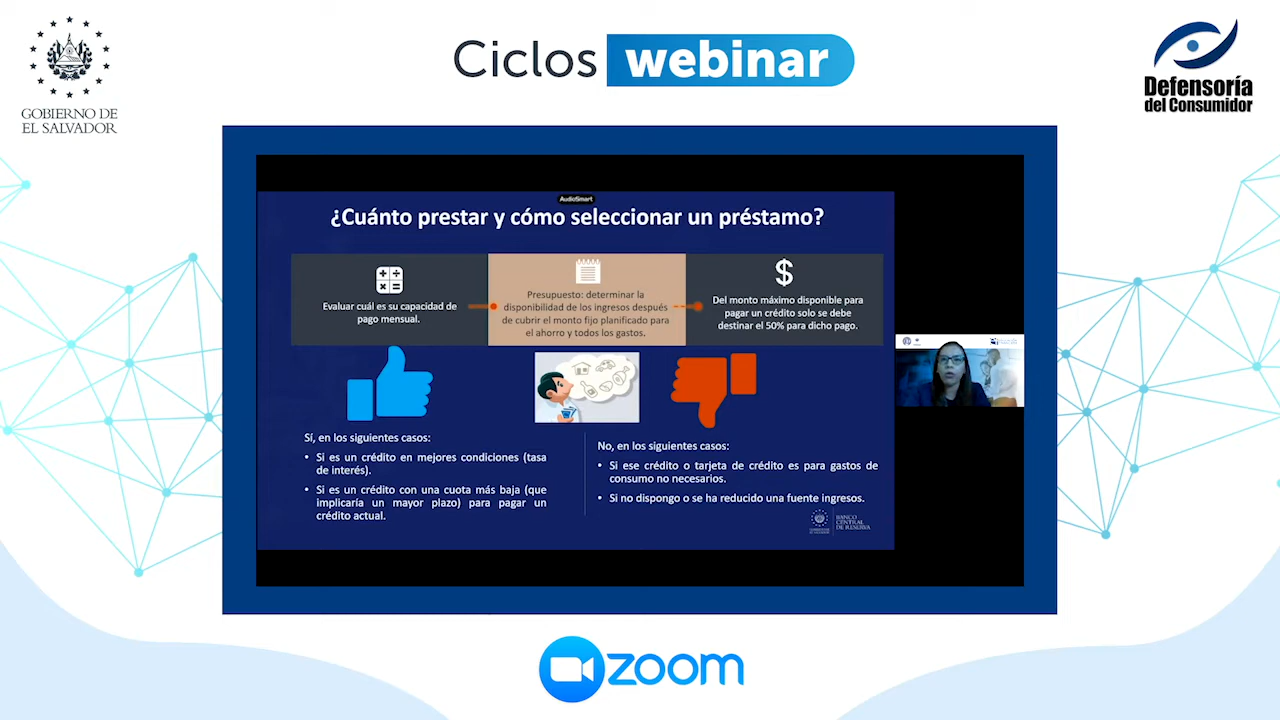 Ciclos webinar
GOBIERNO DE
EL SALVADOR
Defensoría
del Consumidor
AudioSmart
¿Cuánto prestar y cómo seleccionar un préstamo?
Evaluar cuál es su capacidad de
pago mensual.
Presupuesto: determinar la
disponibilidad de los ingresos después
de cubrir el monto fijo planificado para
el ahorro y todos los gastos.
$
Del monto máximo disponible para
pagar un crédito solo se debe
destinar el 50% para dicho pago.
Sí, en los siguientes casos:
• Si es un crédito en mejores condiciones (tasa
de interés).
• Si es un crédito con una cuota más baja (que
implicaría un mayor plazo) para pagar un
crédito actual.
No, en los siguientes casos:
• Si ese crédito o tarjeta de crédito es para gastos de
consumo no necesarios.
• Si no dispongo o se ha reducido una fuente ingresos.
BANCO
CENTRAL
DE RESERVA
zoom